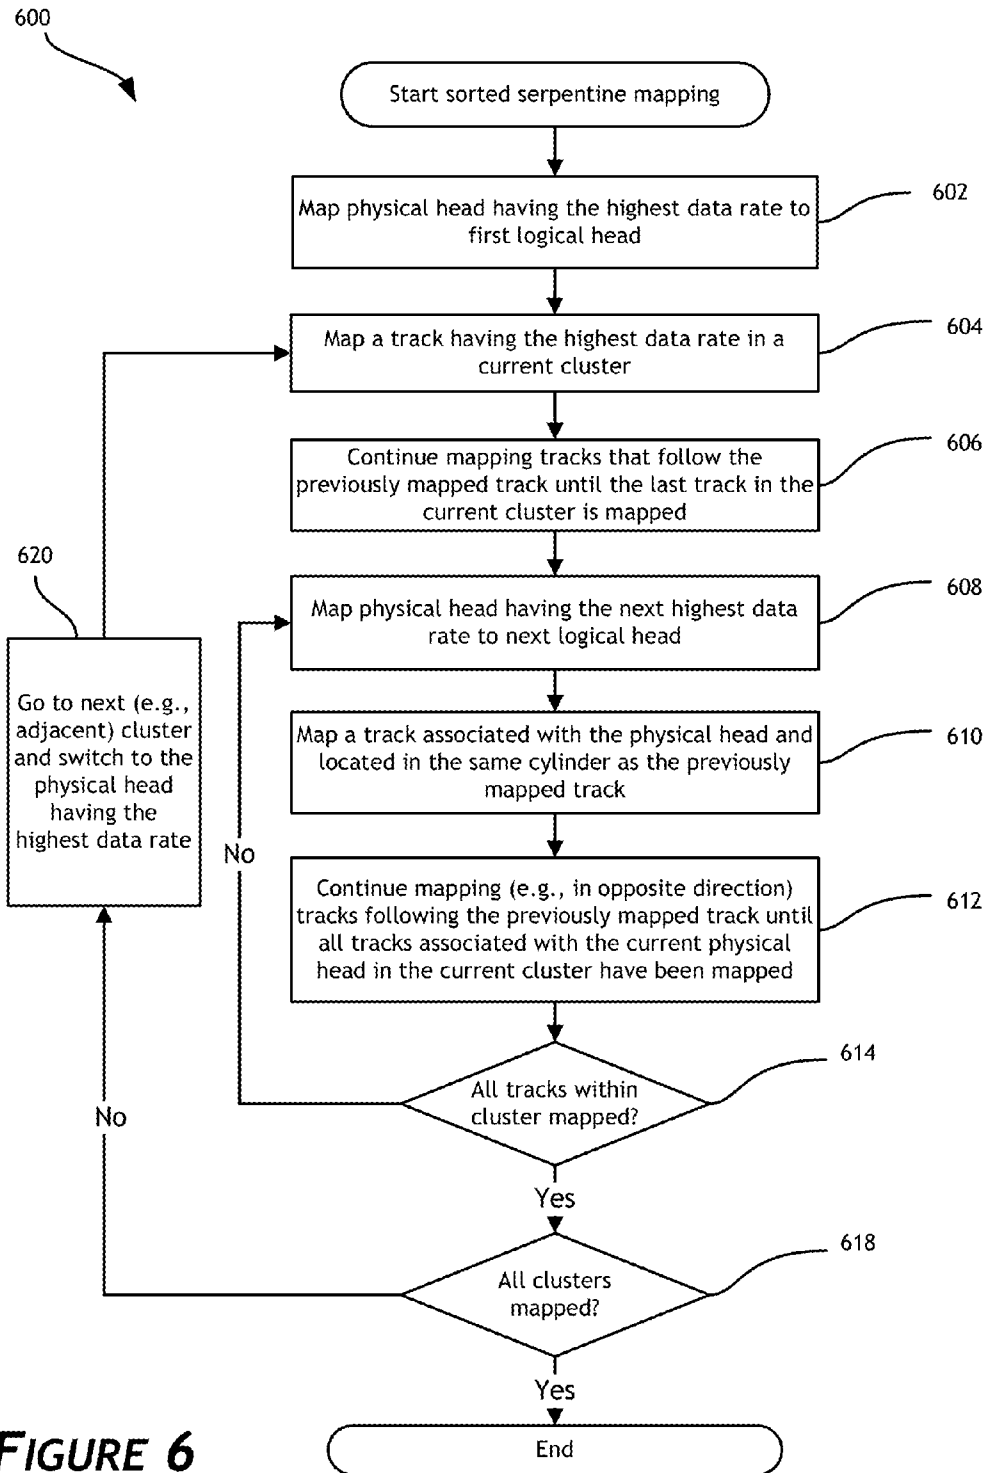 600
Start sorted serpentine mapping
Map physical head having the highest data rate to
first logical head
602
Map a track having the highest data rate in a
current cluster
604
Continue mapping tracks that follow the
previously mapped track until the last track in the
current cluster is mapped
606
620
Map physical head having the next highest data
rate to next logical head
608
Go to next (e.g.,
adjacent) cluster
and switch to the
physical head
having the
highest data rate
Map a track associated with the physical head and
located in the same cylinder as the previously
mapped track
610
No
Continue mapping (e.g., in opposite direction)
tracks following the previously mapped track until
all tracks associated with the current physical
head in the current cluster have been mapped
612
All tracks within
cluster mapped?
614
No
Yes
All clusters
mapped?
618
Yes
End
FIGURE 6